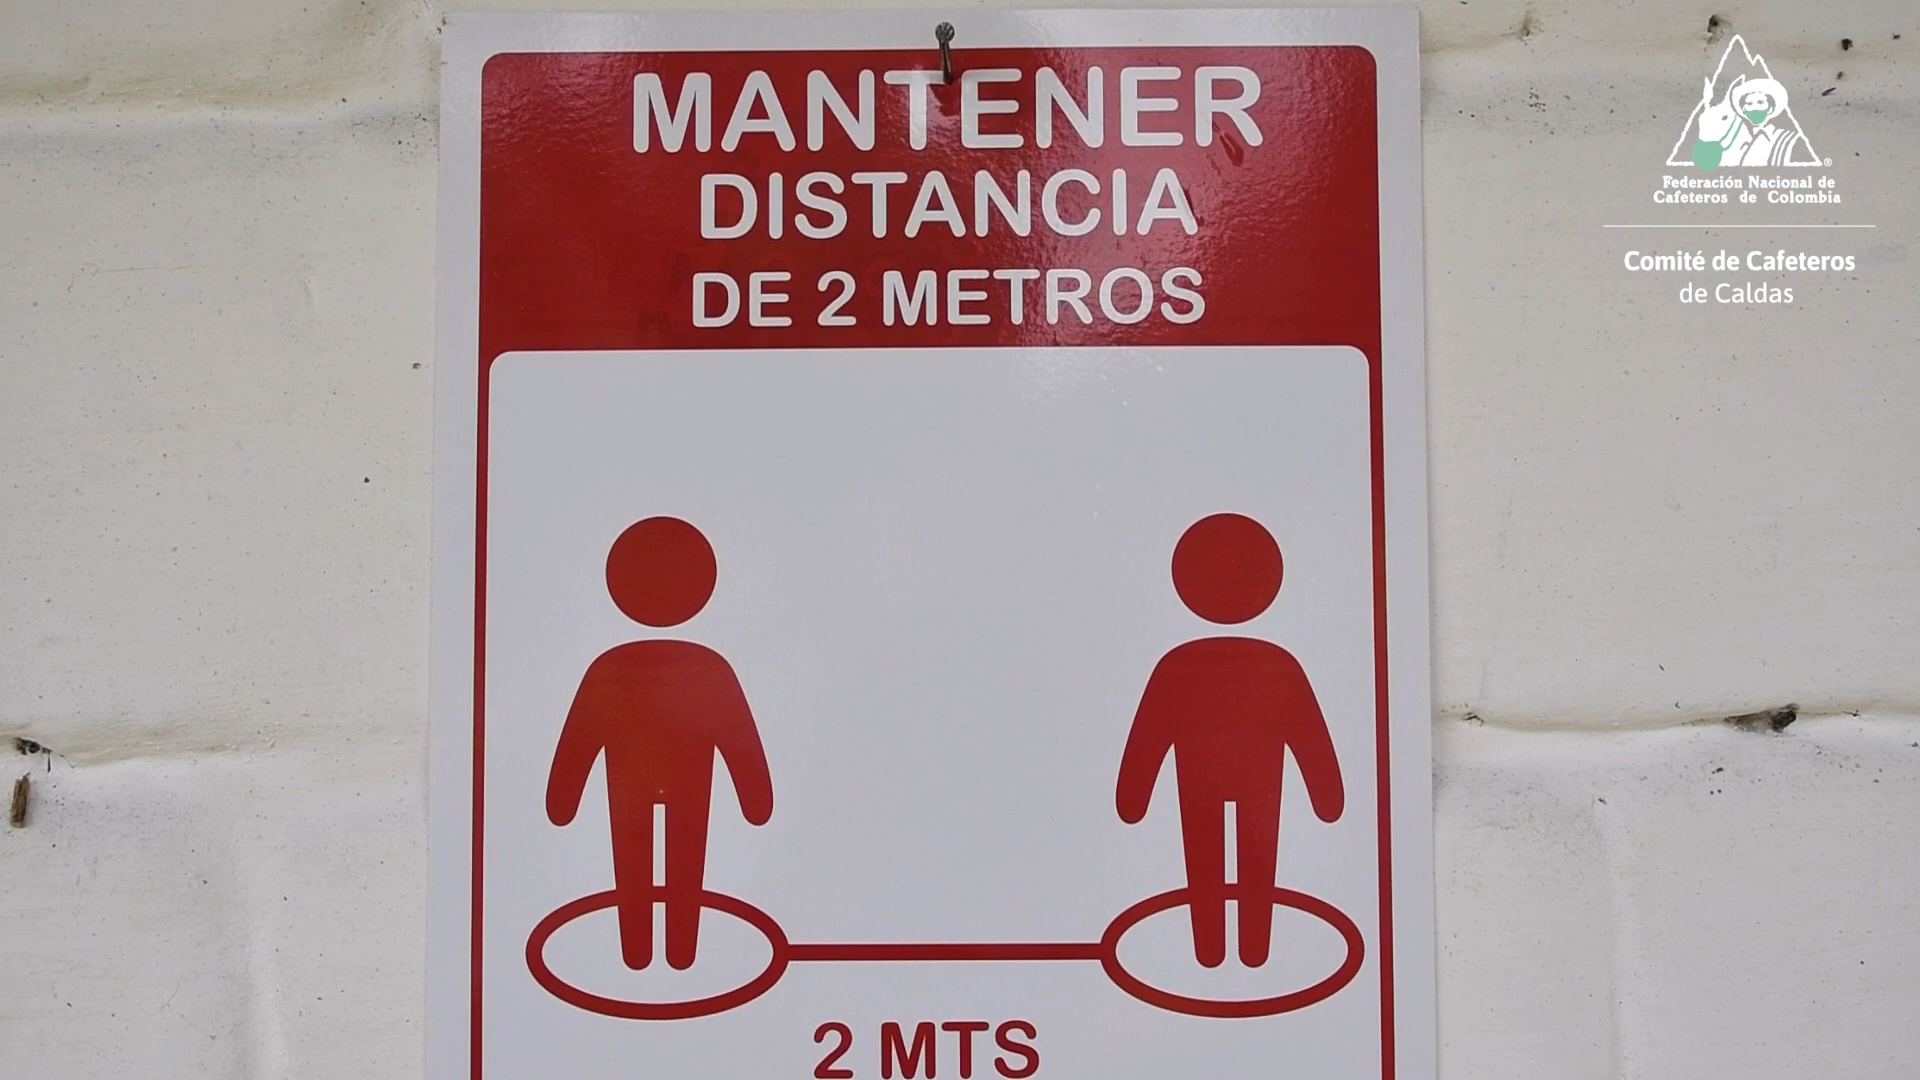 MANTENER
DISTANCIA
DE 2 METROS
2 MTS
Federación Nacional de
Cafeteros de Colombia
Comité de Cafeteros
de Caldas